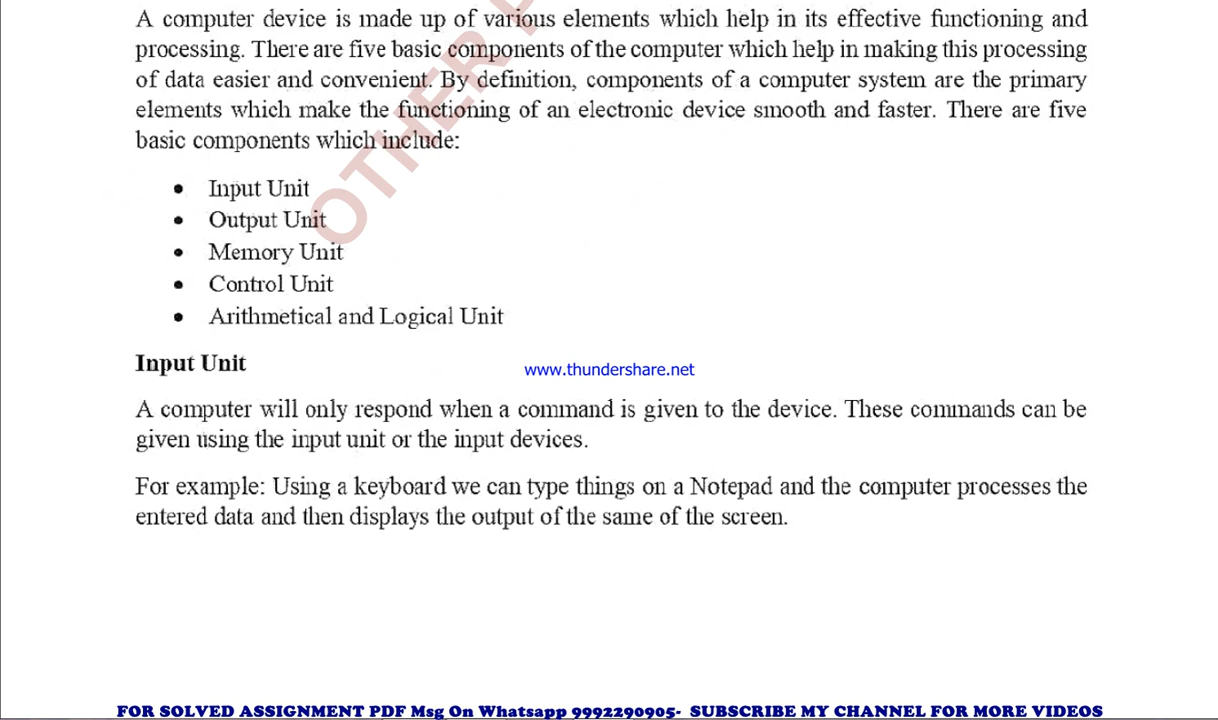 A computer device is made up of various elements which help in its effective functioning and
processing. There are five basic components of the computer which help in making this processing
of data easier and convenient. By definition, components of a computer system are the primary
elements which make the functioning of an electronic device smooth and faster. There are five
basic components which include:
• Input Unit
• Output Unit
• Memory Unit
• Control Unit
• Arithmetical and Logical Unit
OTHER
Input Unit
www.thundershare.net
A computer will only respond when a command is given to the device. These commands can be
given using the input unit or the input devices.
For example: Using a keyboard we can type things on a Notepad and the computer processes the
entered data and then displays the output of the same of the screen.
FOR SOLVED ASSIGNMENT PDF Msg On Whatsapp 9992290905- SUBSCRIBE MY CHANNEL FOR MORE VIDEOS